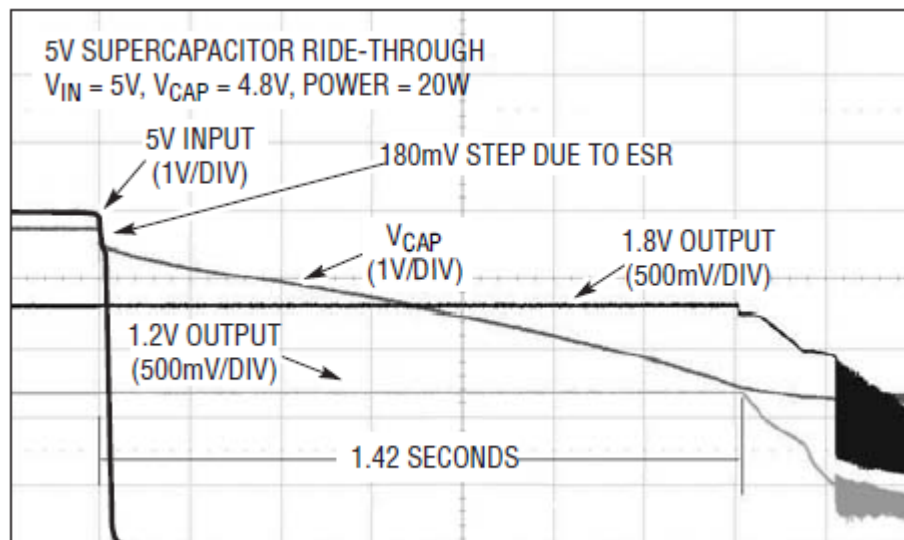 5V SUPERCAPACITOR RIDE-THROUGH
VIN = 5V, VCAP = 4.8V, POWER = 20W
5V INPUT
(1V/DIV)
180mV STEP DUE TO ESR
VCAP
(1V/DIV)
1.8V OUTPUT
(500mV/DIV)
1.2V OUTPUT
(500mV/DIV)
1.42 SECONDS